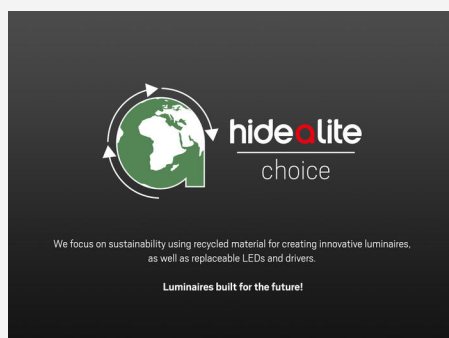 hidealite
choice
We focus on sustainability using recycled material for creating innovative luminaires,
as well as replaceable LEDs and drivers.
Luminaires built for the future!